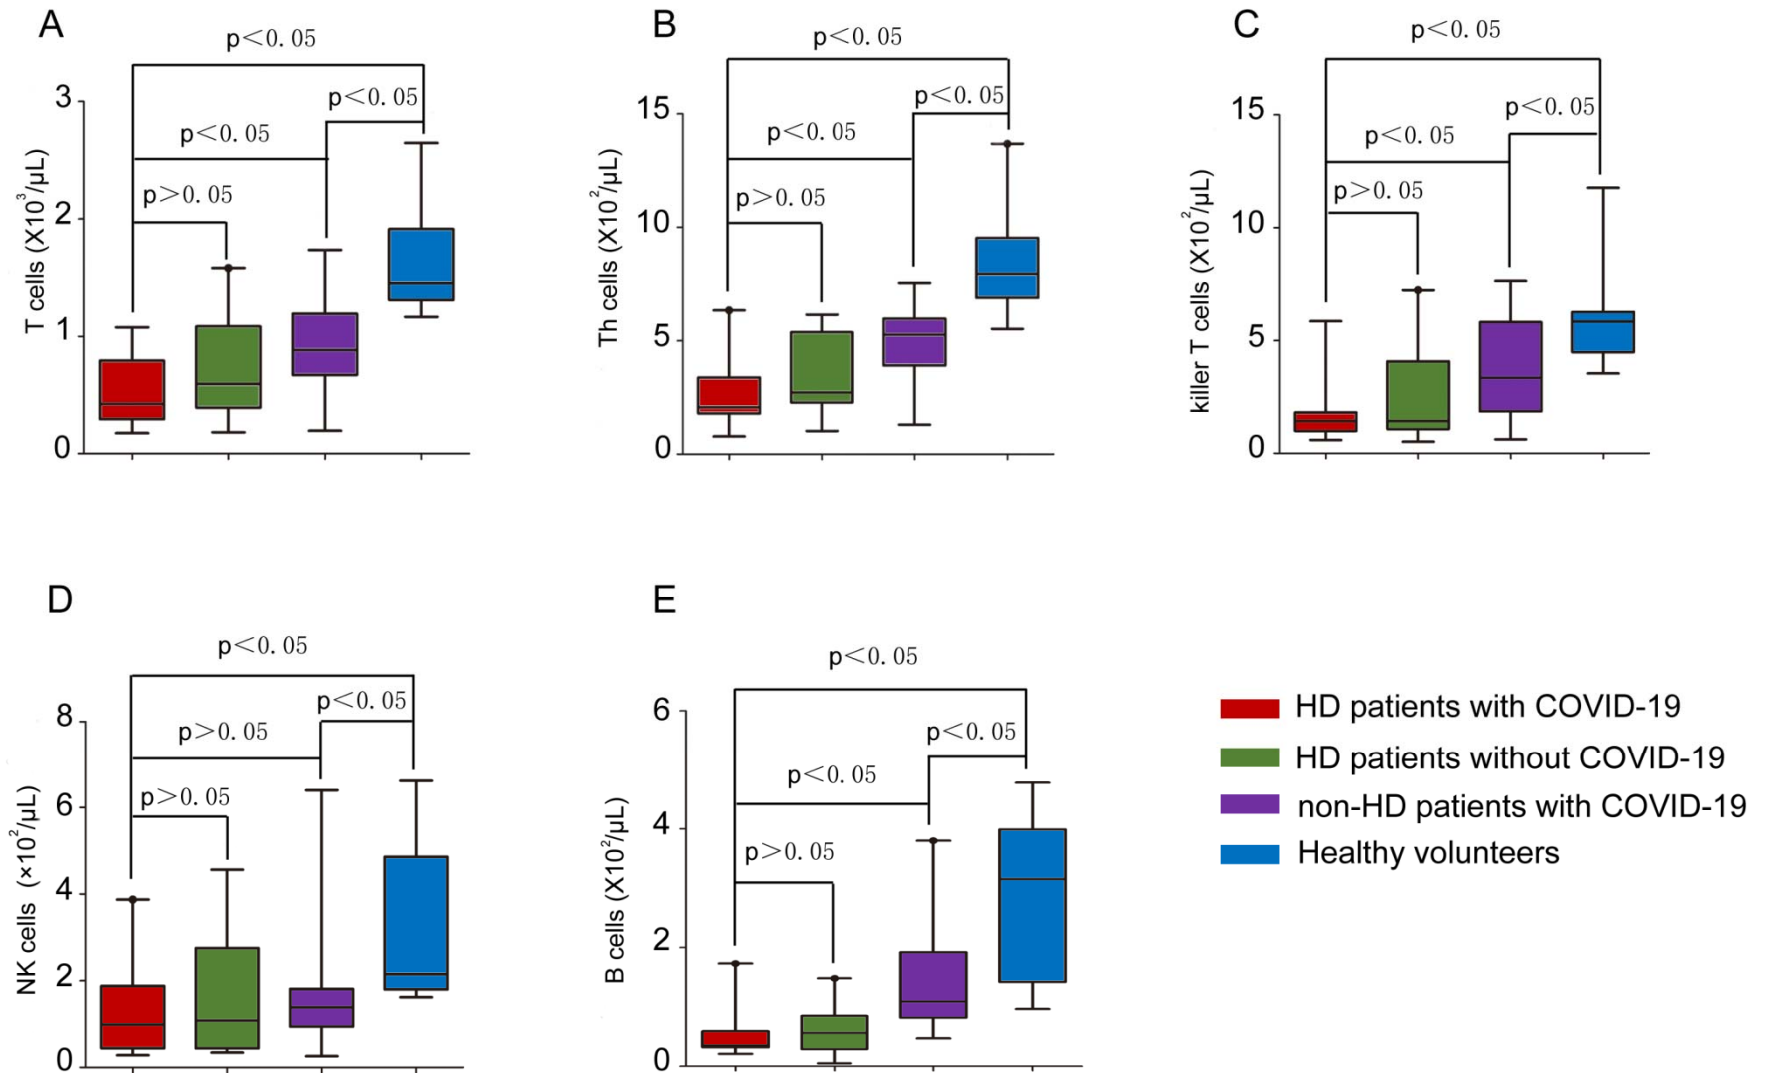 A
p<0.05
p<0.05
p<0.05
p>0.05
T cells (X10³/μL)
3
2
1
0
B
p<0.05
p<0.05
p<0.05
p>0.05
Th cells (X10²/μL)
15
10
5
0
C
p<0.05
p<0.05
p<0.05
p>0.05
killer T cells (X10²/μL)
15
10
5
0
D
p<0.05
p<0.05
p>0.05
p>0.05
NK cells (×10²/μL)
8
6
4
2
0
E
p<0.05
p<0.05
p<0.05
p>0.05
B cells (X10²/μL)
6
4
2
0
HD patients with COVID-19
HD patients without COVID-19
non-HD patients with COVID-19
Healthy volunteers